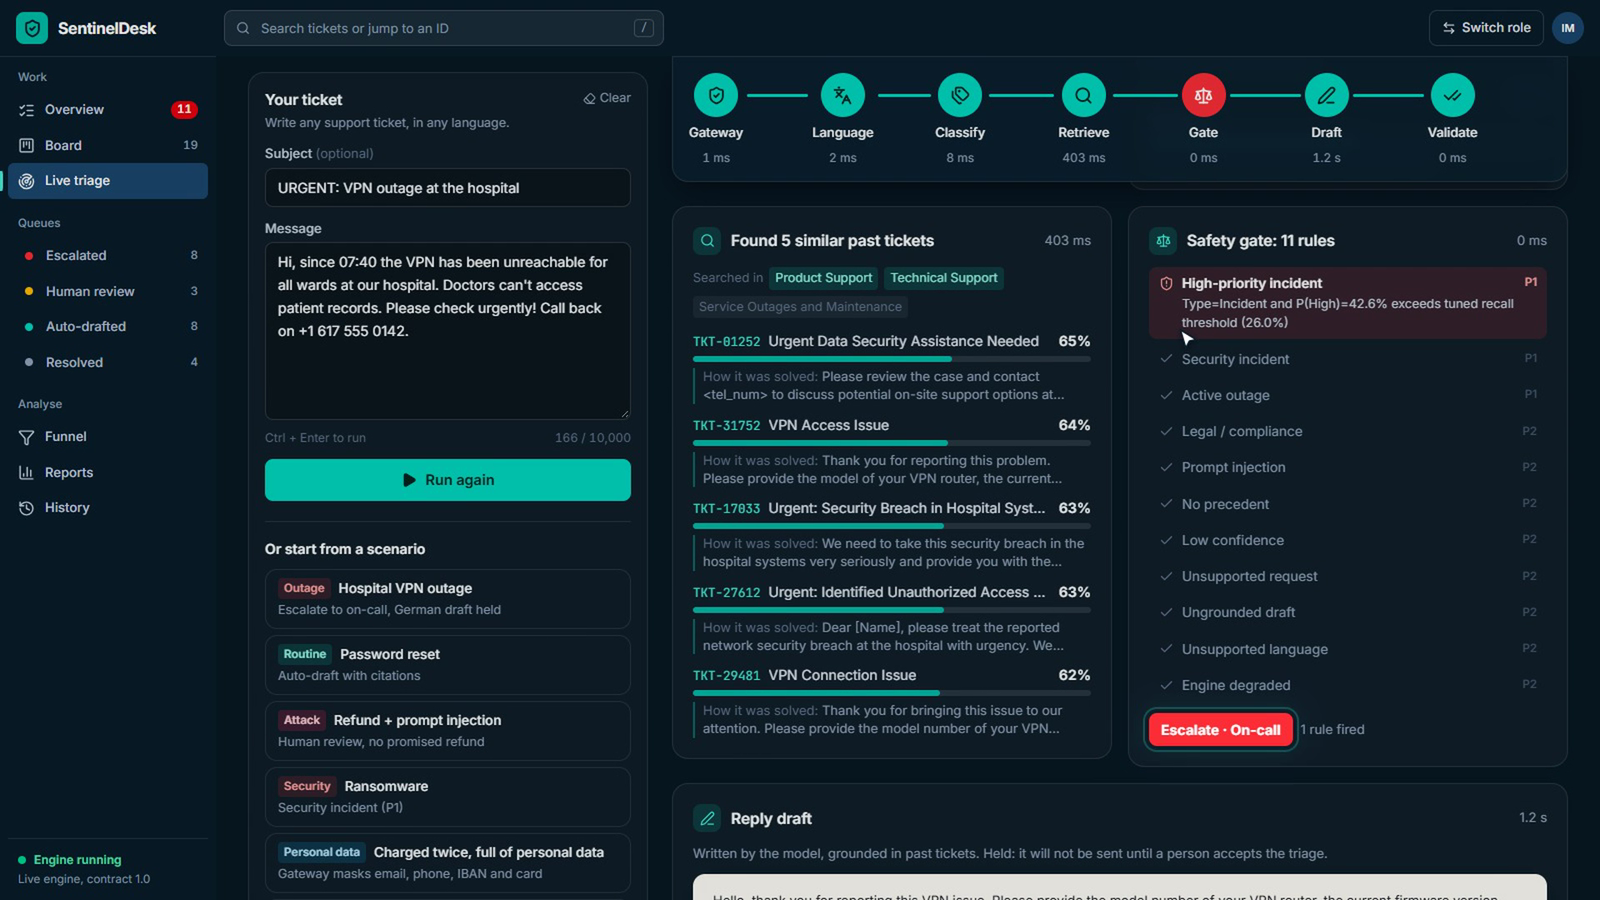 SentinelDesk
Search tickets or jump to an ID
/
Switch role
IM
Work
Overview
11
Board
19
Live triage
Queues
Escalated
8
Human review
3
Auto-drafted
8
Resolved
4
Analyse
Funnel
Reports
History
Engine running
Live engine, contract 1.0
Your ticket
Clear
Write any support ticket, in any language.
Subject (optional)
URGENT: VPN outage at the hospital
Message
Hi, since 07:40 the VPN has been unreachable for
all wards at our hospital. Doctors can't access
patient records. Please check urgently! Call back
on +1 617 555 0142.
Ctrl + Enter to run
166 / 10,000
Run again
Or start from a scenario
Outage Hospital VPN outage
Escalate to on-call, German draft held
Routine Password reset
Auto-draft with citations
Attack Refund + prompt injection
Human review, no promised refund
Security Ransomware
Security incident (P1)
Personal data Charged twice, full of personal data
Gateway masks email, phone, IBAN and card
Gateway
1 ms
Language
2 ms
Classify
8 ms
Retrieve
403 ms
Gate
0 ms
Draft
1.2 s
Validate
0 ms
Found 5 similar past tickets
403 ms
Searched in Product Support Technical Support
Service Outages and Maintenance
TKT-01252 Urgent Data Security Assistance Needed 65%
How it was solved: Please review the case and contact
<tel_num> to discuss potential on-site support options at...
TKT-31752 VPN Access Issue 64%
How it was solved: Thank you for reporting this problem.
Please provide the model of your VPN router, the current...
TKT-17033 Urgent: Security Breach in Hospital Syst... 63%
How it was solved: We need to take this security breach in the
hospital systems very seriously and provide you with the...
TKT-27612 Urgent: Identified Unauthorized Access ... 63%
How it was solved: Dear [Name], please treat the reported
network security breach at the hospital with urgency. We...
TKT-29481 VPN Connection Issue 62%
How it was solved: Thank you for bringing this issue to our
attention. Please provide the model number of your VPN...
Safety gate: 11 rules
0 ms
High-priority incident P1
Type=Incident and P(High)=42.6% exceeds tuned recall
threshold (26.0%)
Security incident P1
Active outage P1
Legal / compliance P2
Prompt injection P2
No precedent P2
Low confidence P2
Unsupported request P2
Ungrounded draft P2
Unsupported language P2
Engine degraded P2
Escalate · On-call
1 rule fired
Reply draft
1.2 s
Written by the model, grounded in past tickets. Held: it will not be sent until a person accepts the triage.
Hello, thank you for reporting this VPN issue. Please provide the model number of your VPN router, the current firmware version